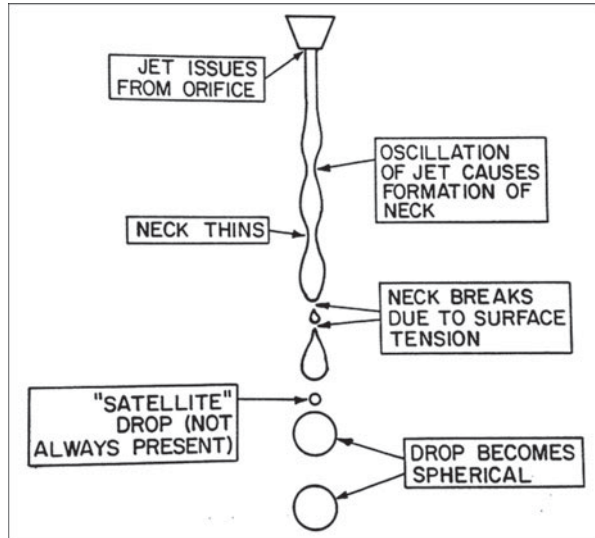 JET ISSUES
FROM ORIFICE
OSCILLATION
OF JET CAUSES
FORMATION OF
NECK
NECK THINS
NECK BREAKS
DUE TO SURFACE
TENSION
"SATELLITE"
DROP (NOT
ALWAYS PRESENT)
DROP BECOMES
SPHERICAL